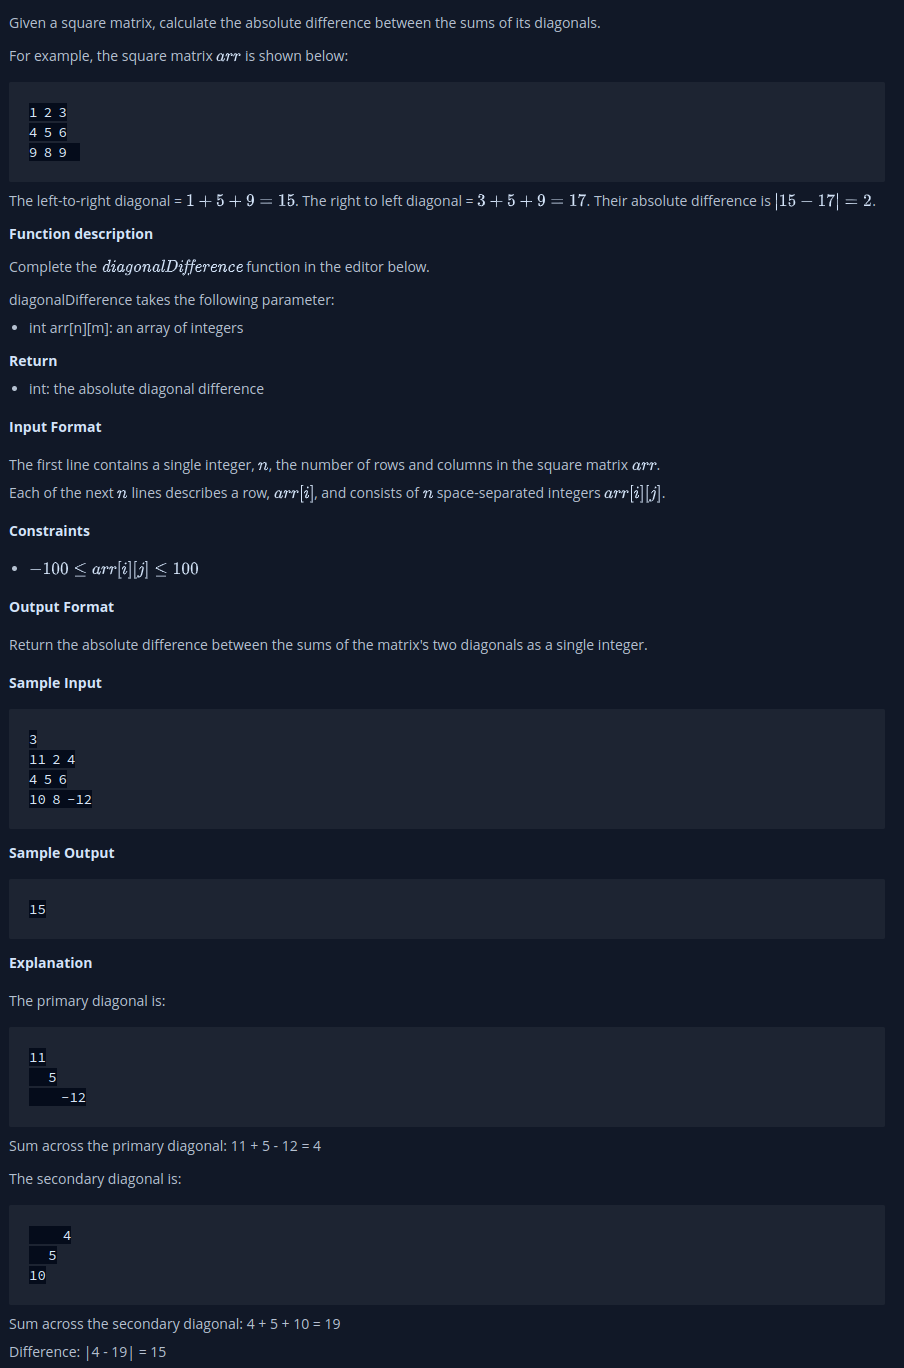 Given a square matrix, calculate the absolute difference between the sums of its diagonals.
For example, the square matrix arr is shown below:
1 2 3
4 5 6
9 8 9
The left-to-right diagonal = 1 + 5 + 9 = 15. The right to left diagonal = 3 + 5 + 9 = 17. Their absolute difference is |15 − 17| = 2.
Function description
Complete the diagonalDifference function in the editor below.
diagonalDifference takes the following parameter:
• int arr[n][m]: an array of integers
Return
• int: the absolute diagonal difference
Input Format
The first line contains a single integer, n, the number of rows and columns in the square matrix arr.
Each of the next n lines describes a row, arr[i], and consists of n space-separated integers arr[i][j].
Constraints
• −100 ≤ arr[i][j] ≤ 100
Output Format
Return the absolute difference between the sums of the matrix's two diagonals as a single integer.
Sample Input
3
11 2 4
4 5 6
10 8 -12
Sample Output
15
Explanation
The primary diagonal is:
11
5
-12
Sum across the primary diagonal: 11 + 5 - 12 = 4
The secondary diagonal is:
4
5
10
Sum across the secondary diagonal: 4 + 5 + 10 = 19
Difference: |4 - 19| = 15